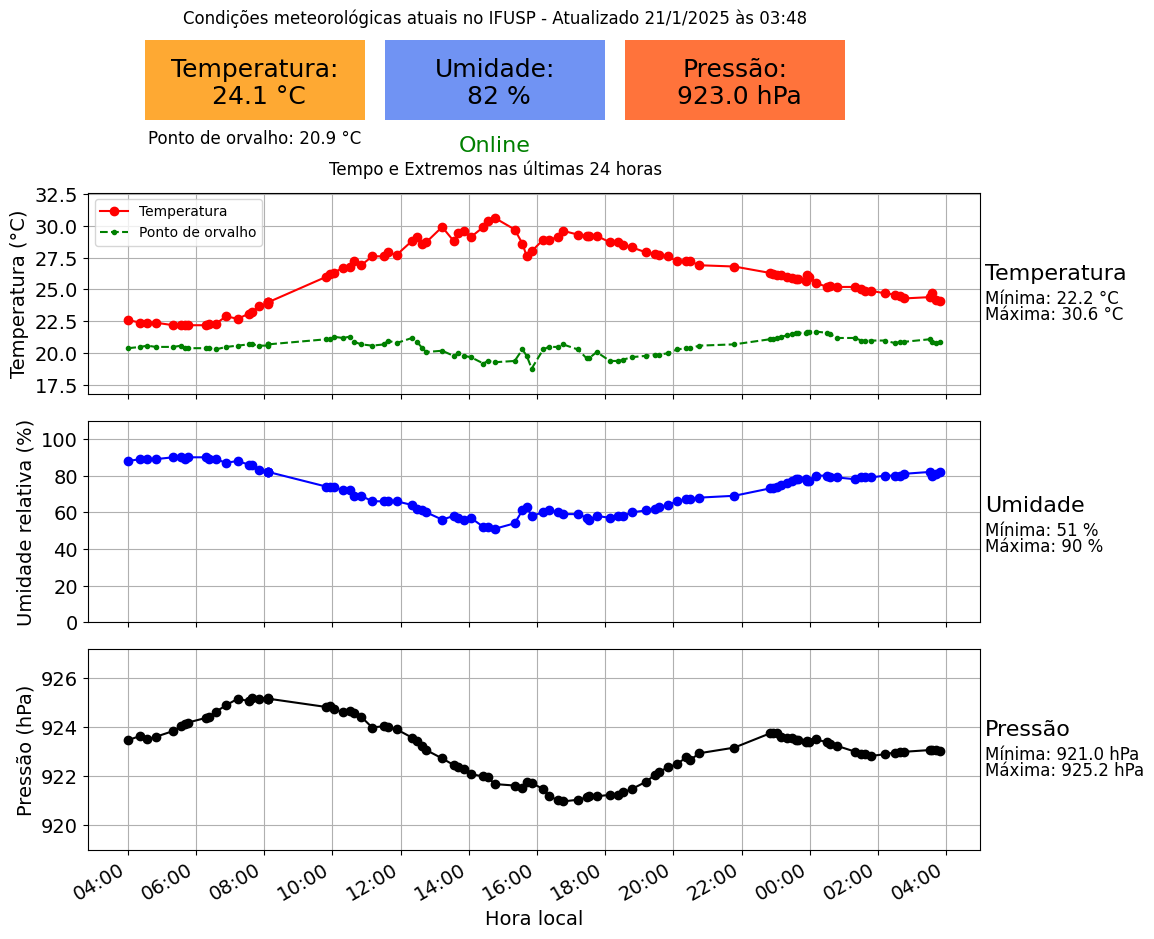 Condições meteorológicas atuais no IFUSP - Atualizado 21/1/2025 às 03:48
Temperatura:
24.1 °C
Umidade:
82 %
Pressão:
923.0 hPa
Ponto de orvalho: 20.9 °C
Online
Tempo e Extremos nas últimas 24 horas
Temperatura (°C)
32.5
30.0
27.5
25.0
22.5
20.0
17.5
Temperatura
Ponto de orvalho
Temperatura
Mínima: 22.2 °C
Máxima: 30.6 °C
Umidade relativa (%)
100
80
60
40
20
0
Umidade
Mínima: 51 %
Máxima: 90 %
Pressão (hPa)
926
924
922
920
Pressão
Mínima: 921.0 hPa
Máxima: 925.2 hPa
04:00 06:00 08:00 10:00 12:00 14:00 16:00 18:00 20:00 22:00 00:00 02:00 04:00
Hora local